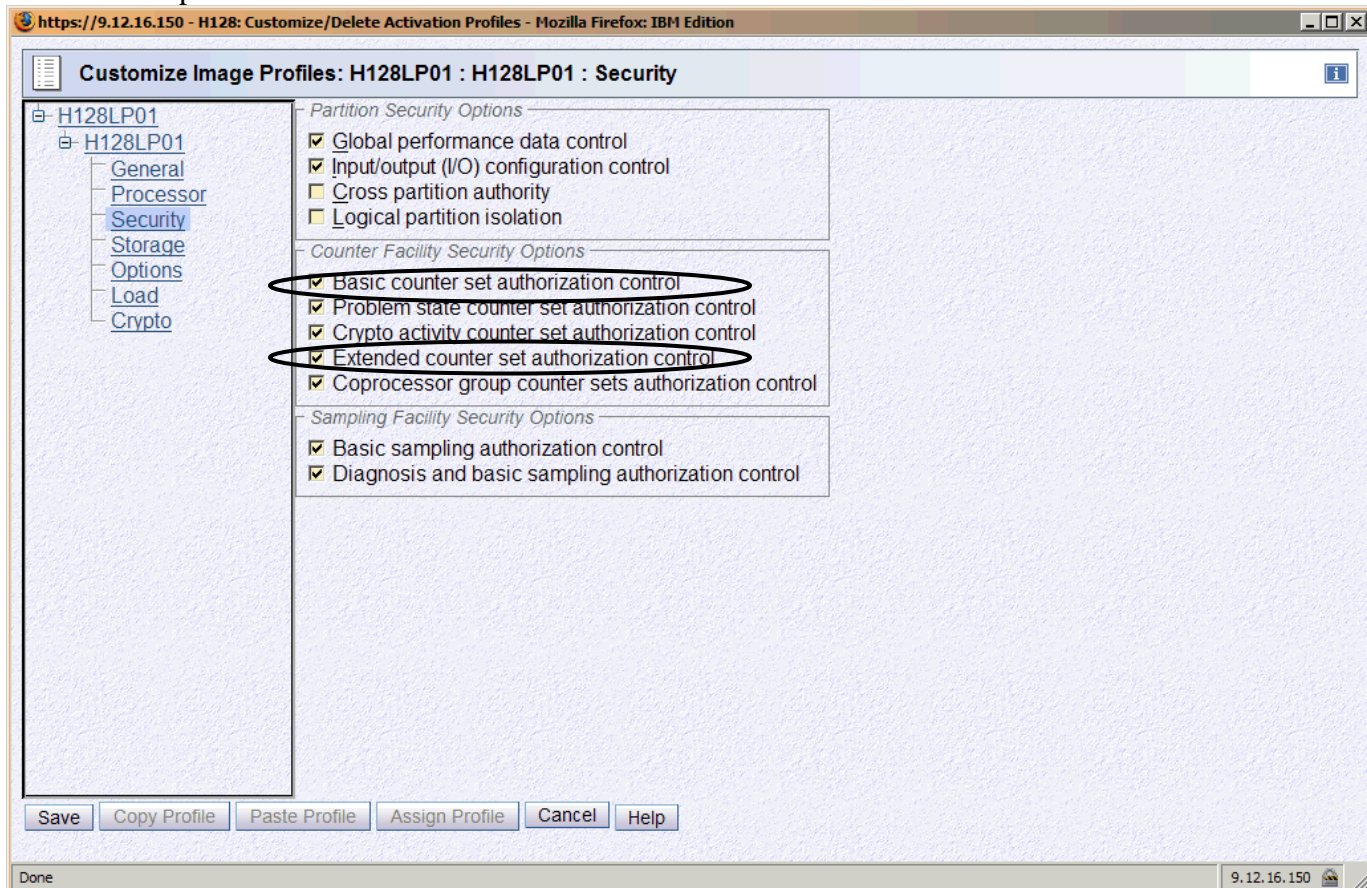 https://9.12.16.150 - H128: Customize/Delete Activation Profiles - Mozilla Firefox: IBM Edition
Customize Image Profiles: H128LP01 : H128LP01 : Security
H128LP01
H128LP01
General
Processor
Security
Storage
Options
Load
Crypto
Partition Security Options
Global performance data control
Input/output (I/O) configuration control
Cross partition authority
Logical partition isolation
Counter Facility Security Options
Basic counter set authorization control
Problem state counter set authorization control
Crypto activity counter set authorization control
Extended counter set authorization control
Coprocessor group counter sets authorization control
Sampling Facility Security Options
Basic sampling authorization control
Diagnosis and basic sampling authorization control
Save Copy Profile Paste Profile Assign Profile Cancel Help
Done 9.12.16.150